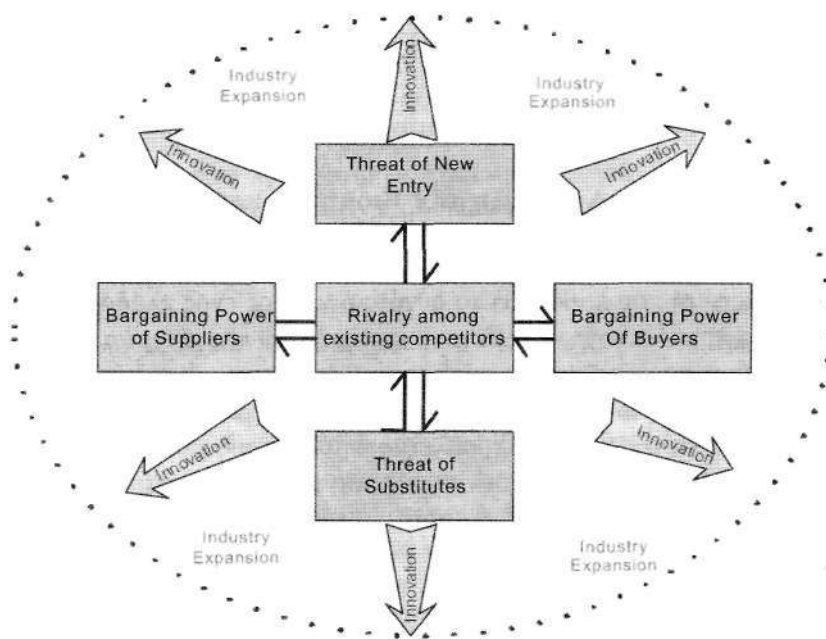 Industry
Expansion
Innovation
Industry
Expansion
Innovation
Innovation
Threat of New
Entry
Bargaining Power
of Suppliers
Rivalry among
existing competitors
Bargaining Power
Of Buyers
Innovation
Innovation
Threat of
Substitutes
Industry
Expansion
Innovation
Industry
Expansion